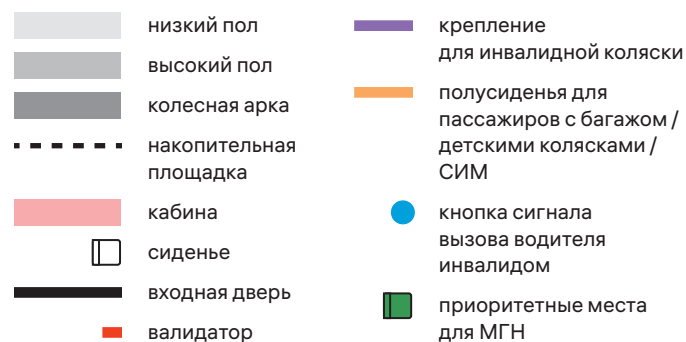 низкий пол
высокий пол
колесная арка
накопительная
площадка
кабина
сиденье
входная дверь
валидатор
крепление
для инвалидной коляски
полусиденья для
пассажиров с багажом /
детскими колясками /
СИМ
кнопка сигнала
вызова водителя
инвалидом
приоритетные места
для МГН